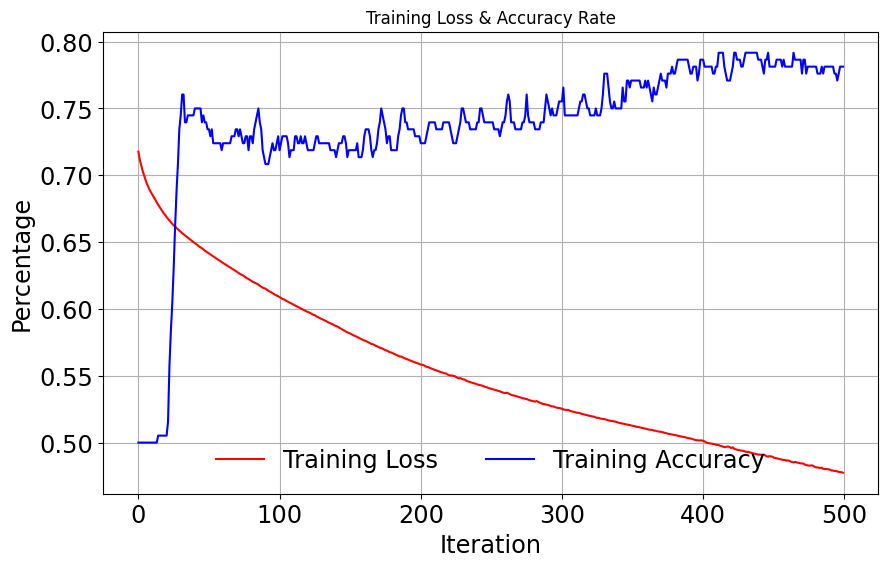 Training Loss & Accuracy Rate
Percentage
0.80
0.75
0.70
0.65
0.60
0.55
0.50
Training Loss
Training Accuracy
0 100 200 300 400 500
Iteration